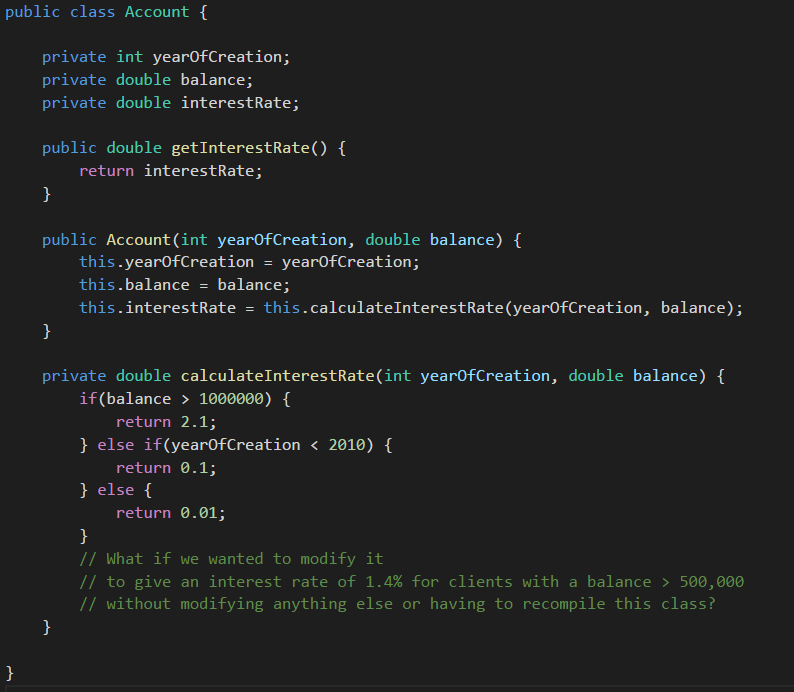 public class Account {
    private int yearOfCreation;
    private double balance;
    private double interestRate;
    public double getInterestRate() {
        return interestRate;
    }
    public Account(int yearOfCreation, double balance) {
        this.yearOfCreation = yearOfCreation;
        this.balance = balance;
        this.interestRate = this.calculateInterestRate(yearOfCreation, balance);
    }
    private double calculateInterestRate(int yearOfCreation, double balance) {
        if(balance > 1000000) {
            return 2.1;
        } else if(yearOfCreation < 2010) {
            return 0.1;
        } else {
            return 0.01;
        }
        // What if we wanted to modify it
        // to give an interest rate of 1.4% for clients with a balance > 500,000
        // without modifying anything else or having to recompile this class?
    }
}